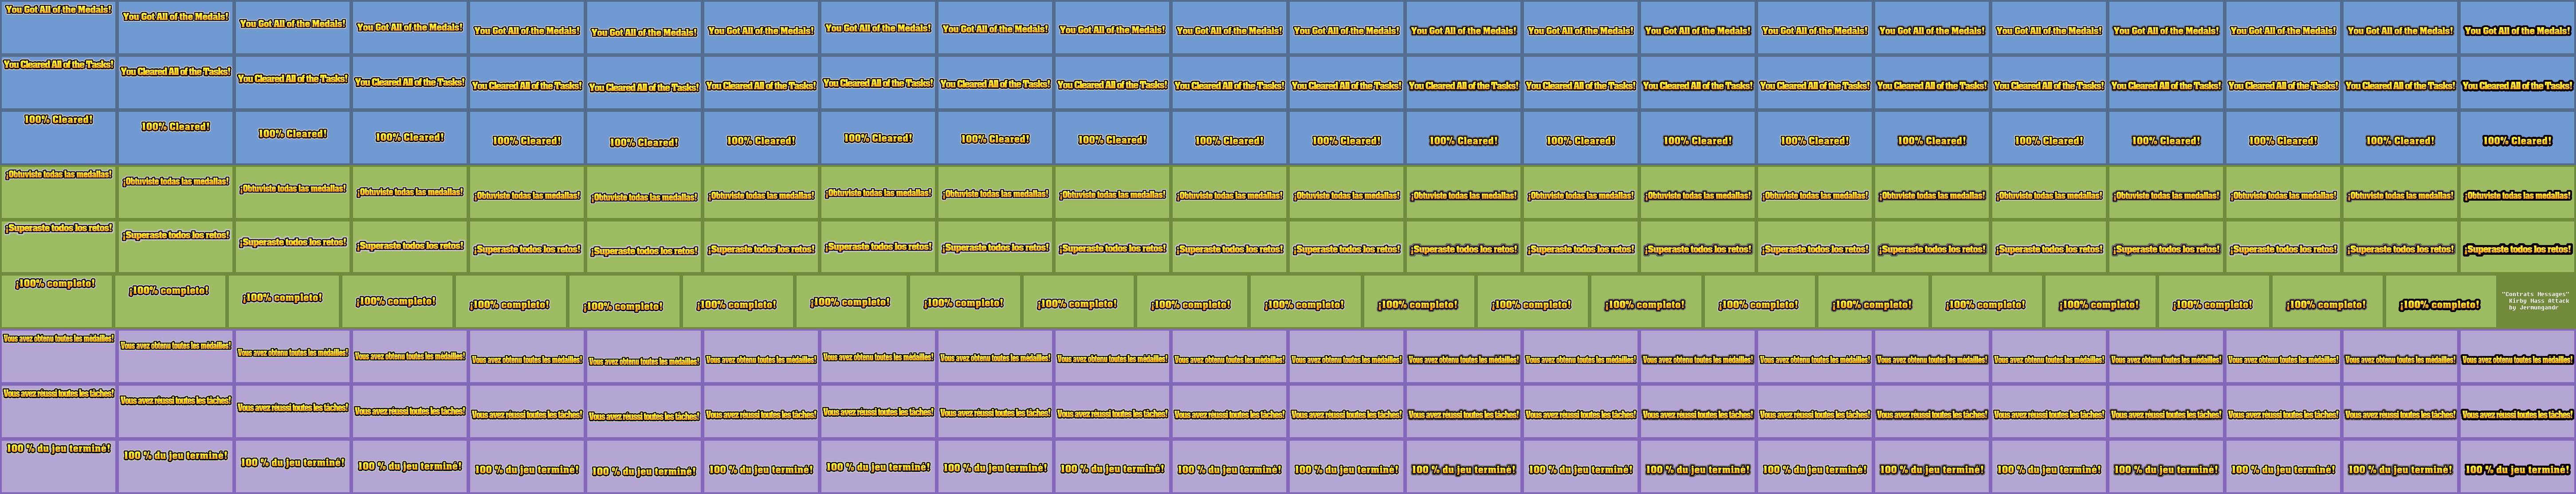 You Got All of the Medals! You Got All of the Medals! You Got All of the Medals! You Got All of the Medals! You Got All of the Medals! You Got All of the Medals! You Got All of the Medals! You Got All of the Medals! You Got All of the Medals! You Got All of the Medals! You Got All of the Medals! You Got All of the Medals! You Got All of the Medals! You Got All of the Medals! You Got All of the Medals! You Got All of the Medals! You Got All of the Medals! You Got All of the Medals! You Got All of the Medals! You Got All of the Medals! You Got All of the Medals! You Got All of the Medals!
You Cleared All of the Tasks! You Cleared All of the Tasks! You Cleared All of the Tasks! You Cleared All of the Tasks! You Cleared All of the Tasks! You Cleared All of the Tasks! You Cleared All of the Tasks! You Cleared All of the Tasks! You Cleared All of the Tasks! You Cleared All of the Tasks! You Cleared All of the Tasks! You Cleared All of the Tasks! You Cleared All of the Tasks! You Cleared All of the Tasks! You Cleared All of the Tasks! You Cleared All of the Tasks! You Cleared All of the Tasks! You Cleared All of the Tasks! You Cleared All of the Tasks! You Cleared All of the Tasks! You Cleared All of the Tasks! You Cleared All of the Tasks!
100% Cleared! 100% Cleared! 100% Cleared! 100% Cleared! 100% Cleared! 100% Cleared! 100% Cleared! 100% Cleared! 100% Cleared! 100% Cleared! 100% Cleared! 100% Cleared! 100% Cleared! 100% Cleared! 100% Cleared! 100% Cleared! 100% Cleared! 100% Cleared! 100% Cleared! 100% Cleared! 100% Cleared! 100% Cleared!
¡Obtuviste todas las medallas! ¡Obtuviste todas las medallas! ¡Obtuviste todas las medallas! ¡Obtuviste todas las medallas! ¡Obtuviste todas las medallas! ¡Obtuviste todas las medallas! ¡Obtuviste todas las medallas! ¡Obtuviste todas las medallas! ¡Obtuviste todas las medallas! ¡Obtuviste todas las medallas! ¡Obtuviste todas las medallas! ¡Obtuviste todas las medallas! ¡Obtuviste todas las medallas! ¡Obtuviste todas las medallas! ¡Obtuviste todas las medallas! ¡Obtuviste todas las medallas! ¡Obtuviste todas las medallas! ¡Obtuviste todas las medallas! ¡Obtuviste todas las medallas! ¡Obtuviste todas las medallas! ¡Obtuviste todas las medallas! ¡Obtuviste todas las medallas!
¡Superaste todos los retos! ¡Superaste todos los retos! ¡Superaste todos los retos! ¡Superaste todos los retos! ¡Superaste todos los retos! ¡Superaste todos los retos! ¡Superaste todos los retos! ¡Superaste todos los retos! ¡Superaste todos los retos! ¡Superaste todos los retos! ¡Superaste todos los retos! ¡Superaste todos los retos! ¡Superaste todos los retos! ¡Superaste todos los retos! ¡Superaste todos los retos! ¡Superaste todos los retos! ¡Superaste todos los retos! ¡Superaste todos los retos! ¡Superaste todos los retos! ¡Superaste todos los retos! ¡Superaste todos los retos! ¡Superaste todos los retos!
¡100% completo! ¡100% completo! ¡100% completo! ¡100% completo! ¡100% completo! ¡100% completo! ¡100% completo! ¡100% completo! ¡100% completo! ¡100% completo! ¡100% completo! ¡100% completo! ¡100% completo! ¡100% completo! ¡100% completo! ¡100% completo! ¡100% completo! ¡100% completo! ¡100% completo! ¡100% completo! ¡100% completo! ¡100% completo!
"Contrats Messages"
Kirby Mass Attack
by Jermungandr
Vous avez obtenu toutes les médailles! Vous avez obtenu toutes les médailles! Vous avez obtenu toutes les médailles! Vous avez obtenu toutes les médailles! Vous avez obtenu toutes les médailles! Vous avez obtenu toutes les médailles! Vous avez obtenu toutes les médailles! Vous avez obtenu toutes les médailles! Vous avez obtenu toutes les médailles! Vous avez obtenu toutes les médailles! Vous avez obtenu toutes les médailles! Vous avez obtenu toutes les médailles! Vous avez obtenu toutes les médailles! Vous avez obtenu toutes les médailles! Vous avez obtenu toutes les médailles! Vous avez obtenu toutes les médailles! Vous avez obtenu toutes les médailles! Vous avez obtenu toutes les médailles! Vous avez obtenu toutes les médailles! Vous avez obtenu toutes les médailles! Vous avez obtenu toutes les médailles! Vous avez obtenu toutes les médailles!
Vous avez réussi toutes les tâches! Vous avez réussi toutes les tâches! Vous avez réussi toutes les tâches! Vous avez réussi toutes les tâches! Vous avez réussi toutes les tâches! Vous avez réussi toutes les tâches! Vous avez réussi toutes les tâches! Vous avez réussi toutes les tâches! Vous avez réussi toutes les tâches! Vous avez réussi toutes les tâches! Vous avez réussi toutes les tâches! Vous avez réussi toutes les tâches! Vous avez réussi toutes les tâches! Vous avez réussi toutes les tâches! Vous avez réussi toutes les tâches! Vous avez réussi toutes les tâches! Vous avez réussi toutes les tâches! Vous avez réussi toutes les tâches! Vous avez réussi toutes les tâches! Vous avez réussi toutes les tâches! Vous avez réussi toutes les tâches! Vous avez réussi toutes les tâches!
100 % du jeu terminé! 100 % du jeu terminé! 100 % du jeu terminé! 100 % du jeu terminé! 100 % du jeu terminé! 100 % du jeu terminé! 100 % du jeu terminé! 100 % du jeu terminé! 100 % du jeu terminé! 100 % du jeu terminé! 100 % du jeu terminé! 100 % du jeu terminé! 100 % du jeu terminé! 100 % du jeu terminé! 100 % du jeu terminé! 100 % du jeu terminé! 100 % du jeu terminé! 100 % du jeu terminé! 100 % du jeu terminé! 100 % du jeu terminé! 100 % du jeu terminé! 100 % du jeu terminé!